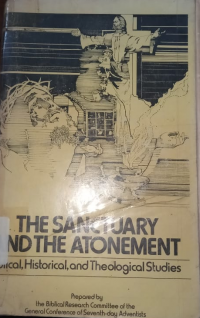 THE SANCTUARY
ND THE ATONEMENT
lical, Historical, and Theological Studies
Prepared by
the Biblical Research Committee of the
General Conference of Seventh-day Adventists